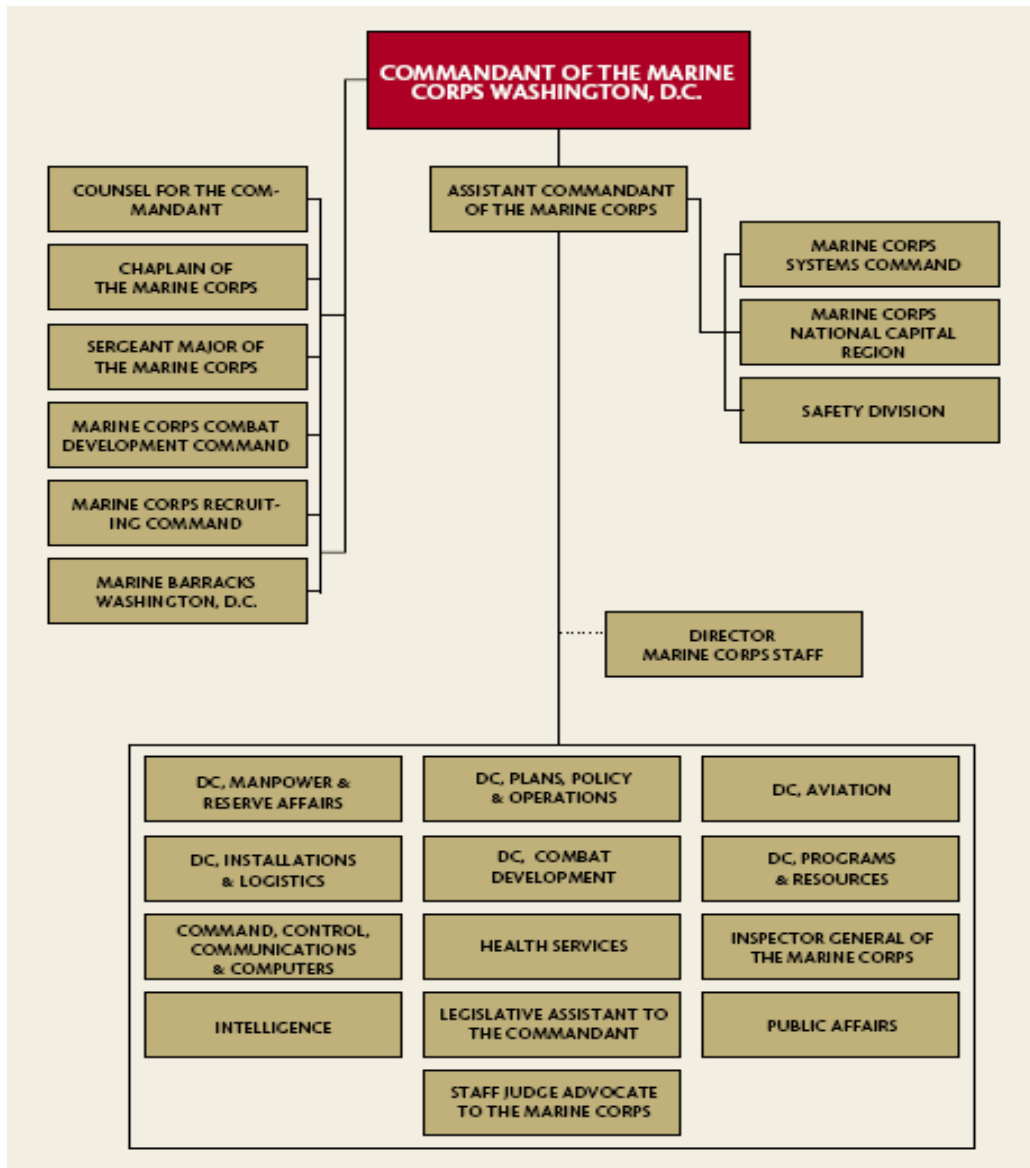 COMMANDANT OF THE MARINE
CORPS WASHINGTON, D.C.
COUNSEL FOR THE COM-
MANDANT
CHAPLAIN OF
THE MARINE CORPS
SERGEANT MAJOR OF
THE MARINE CORPS
MARINE CORPS COMBAT
DEVELOPMENT COMMAND
MARINE CORPS RECRUIT-
ING COMMAND
MARINE BARRACKS
WASHINGTON, D.C.
ASSISTANT COMMANDANT
OF THE MARINE CORPS
MARINE CORPS
SYSTEMS COMMAND
MARINE CORPS
NATIONAL CAPITAL
REGION
SAFETY DIVISION
DIRECTOR
MARINE CORPS STAFF
DC, MANPOWER &
RESERVE AFFAIRS
DC, PLANS, POLICY
& OPERATIONS
DC, AVIATION
DC, INSTALLATIONS
& LOGISTICS
DC, COMBAT
DEVELOPMENT
DC, PROGRAMS
& RESOURCES
COMMAND, CONTROL,
COMMUNICATIONS
& COMPUTERS
HEALTH SERVICES
INSPECTOR GENERAL OF
THE MARINE CORPS
INTELLIGENCE
LEGISLATIVE ASSISTANT TO
THE COMMANDANT
PUBLIC AFFAIRS
STAFF JUDGE ADVOCATE
TO THE MARINE CORPS